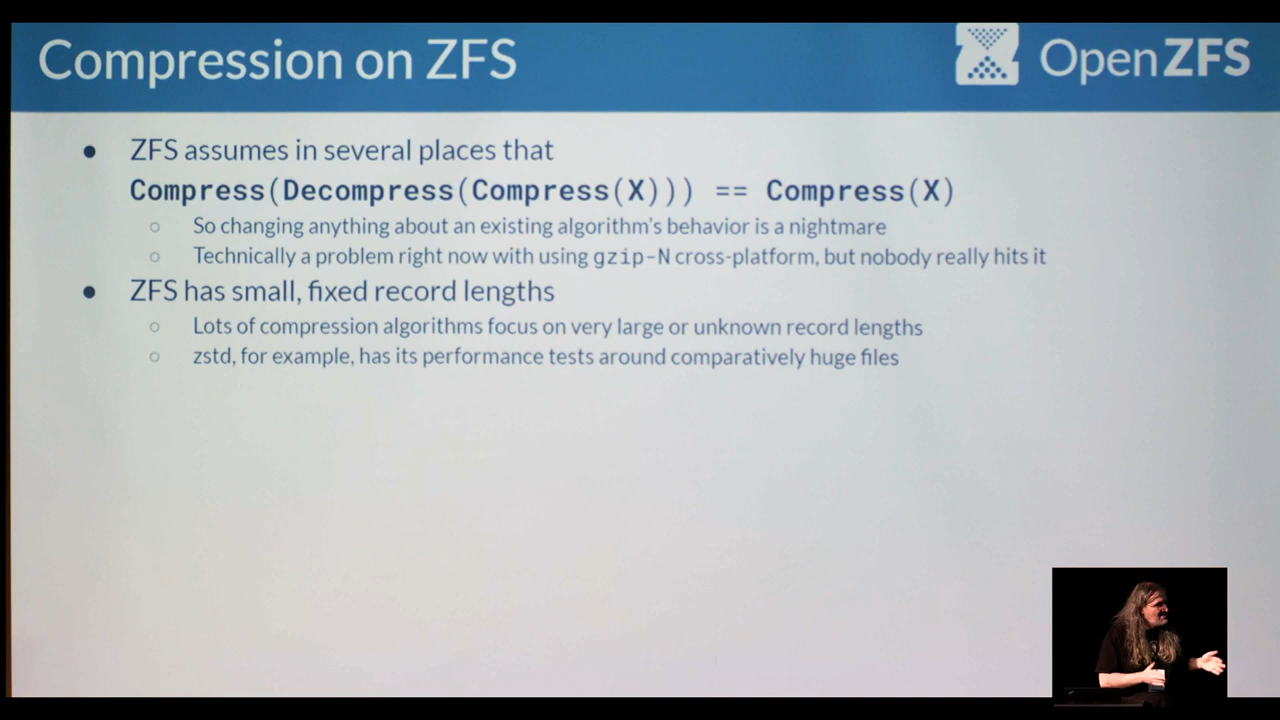 Compression on ZFS
OpenZFS
● ZFS assumes in several places that
Compress(Decompress(Compress(X))) == Compress(X)
○ So changing anything about an existing algorithm's behavior is a nightmare
○ Technically a problem right now with using gzip-N cross-platform, but nobody really hits it
● ZFS has small, fixed record lengths
○ Lots of compression algorithms focus on very large or unknown record lengths
○ zstd, for example, has its performance tests around comparatively huge files